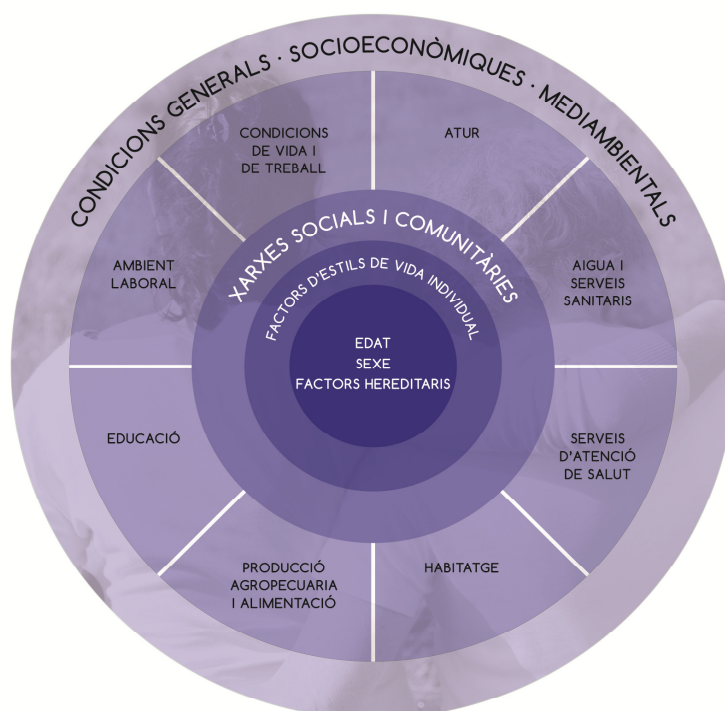 CONDICIONS GENERALS · SOCIOECONÒMIQUES · MEDIAMBIENTALS
CONDICIONS
DE VIDA I
DE TREBALL
ATUR
AMBIENT
LABORAL
AIGUA I
SERVEIS
SANITARIS
XARXES SOCIALS I COMUNITÀRIES
FACTORS D'ESTILS DE VIDA INDIVIDUAL
EDAT
SEXE
FACTORS HEREDITARIS
EDUCACIÓ
SERVEIS
D'ATENCIÓ
DE SALUT
PRODUCCIÓ
AGROPECUARIA
I ALIMENTACIÓ
HABITATGE